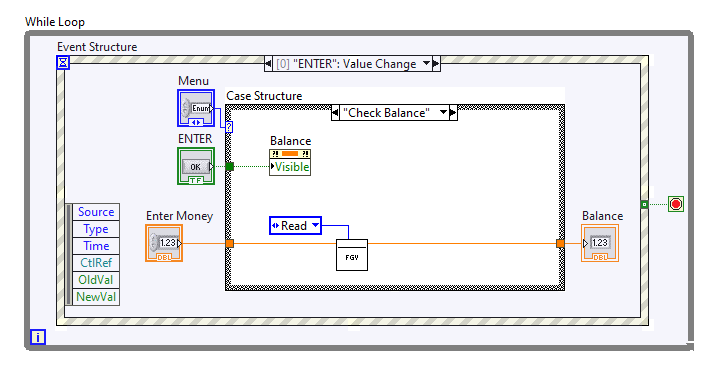 While Loop
Event Structure
[0] "ENTER": Value Change
Menu
Enum
Case Structure
"Check Balance"
?
ENTER
OK
TF
Balance
?! ?!
Visible
Source
Type
Time
CtlRef
OldVal
NewVal
Enter Money
1.23
DBL
Read
FGV
Balance
1.23
DBL
i